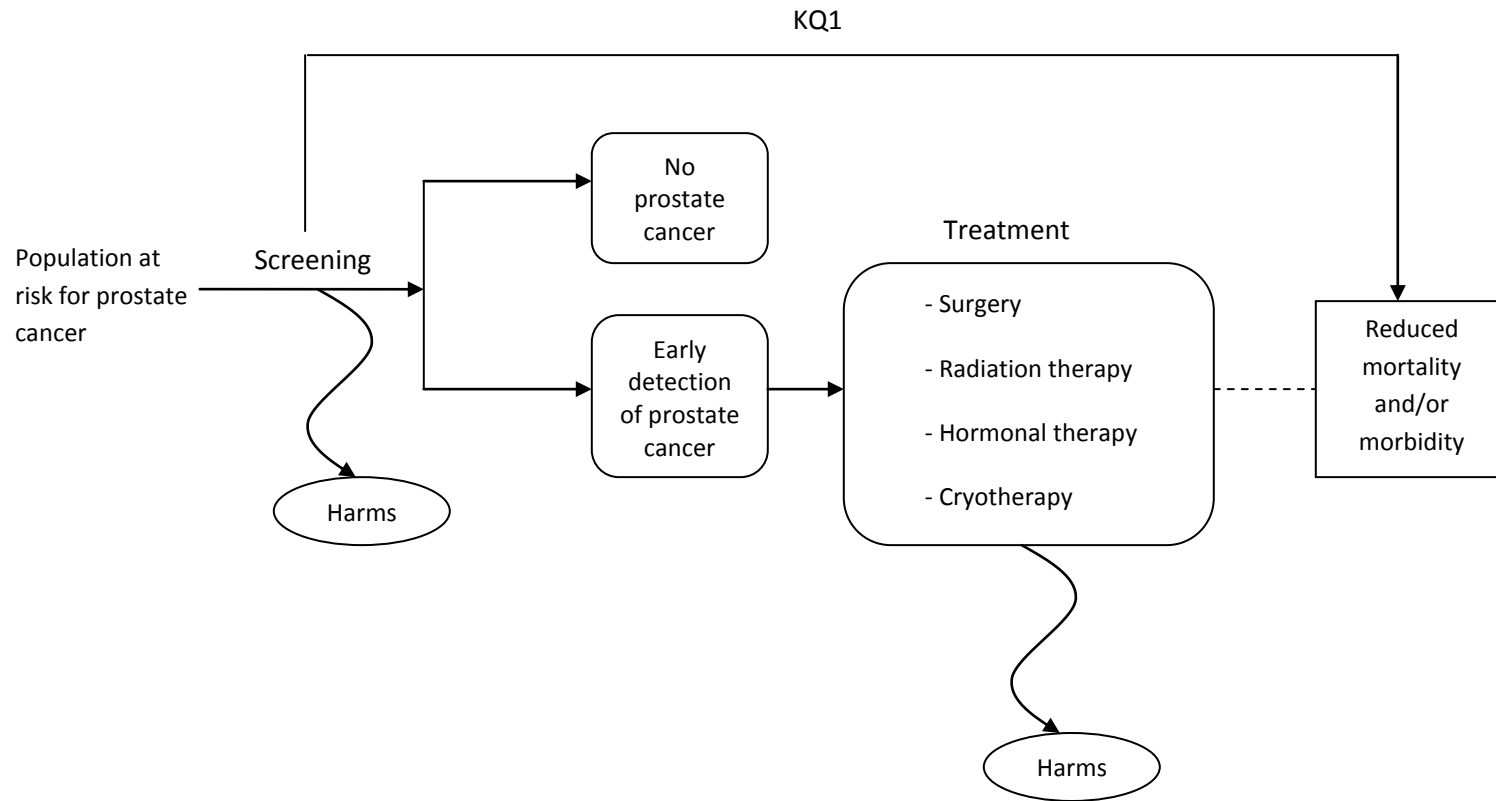 KQ1
No
prostate
cancer
Treatment
Population at
risk for prostate
cancer
Screening
- Surgery
Early
detection
of prostate
cancer
- Radiation therapy
- Hormonal therapy
- Cryotherapy
Reduced
mortality
and/or
morbidity
Harms
Harms